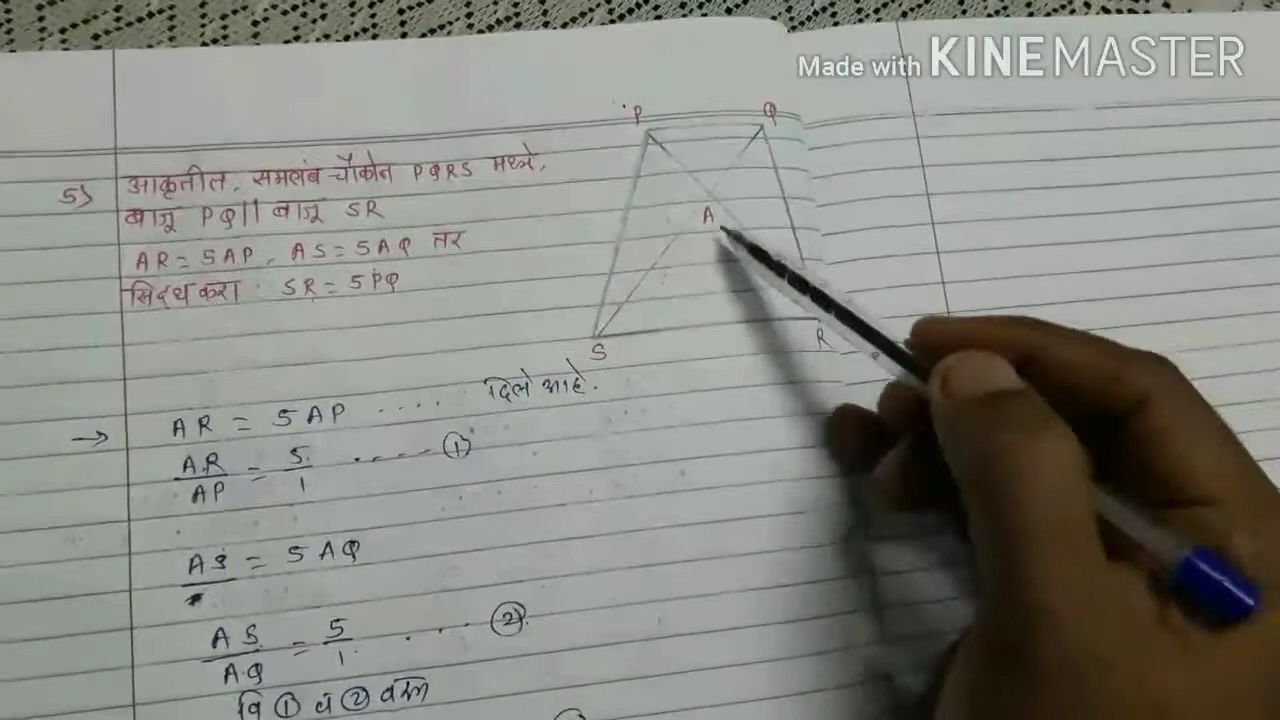 Made with KINEMASTER
P Q
5) आकृतीत, समलंब चौकोन PQRS मध्ये,
बाजू PQ || बाजू SR
AR = 5AP, AS = 5AQ तर
सिद्ध करा : SR = 5PQ
A
S R
→ AR = 5AP .... दिले आहे.
AR/AP = 5/1 ..... ①
AS = 5AQ
AS/AQ = 5/1 .... ②
वि ① व ② वरून